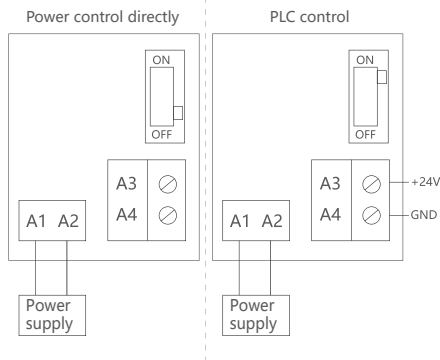 Power control directly
ON
OFF
A3
A4
A1 A2
Power
supply
PLC control
ON
OFF
A3
+24V
A4
GND
A1 A2
Power
supply